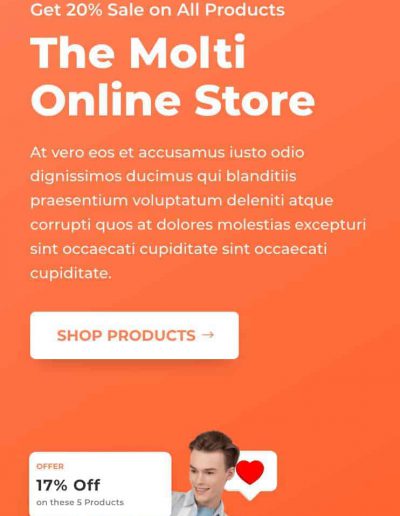 Get 20% Sale on All Products
The Molti
Online Store
At vero eos et accusamus iusto odio
dignissimos ducimus qui blanditiis
praesentium voluptatum deleniti atque
corrupti quos at dolores molestias excepturi
sint occaecati cupiditate sint occaecati
cupiditate.
SHOP PRODUCTS →
OFFER
17% Off
on these 5 Products